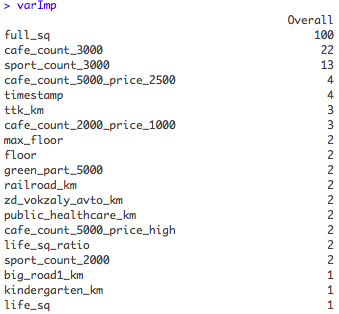 > varImp
Overall
full_sq 100
cafe_count_3000 22
sport_count_3000 13
cafe_count_5000_price_2500 4
timestamp 4
ttk_km 3
cafe_count_2000_price_1000 3
max_floor 2
floor 2
green_part_5000 2
railroad_km 2
zd_vokzaly_avto_km 2
public_healthcare_km 2
cafe_count_5000_price_high 2
life_sq_ratio 2
sport_count_2000 2
big_road1_km 1
kindergarten_km 1
life_sq 1